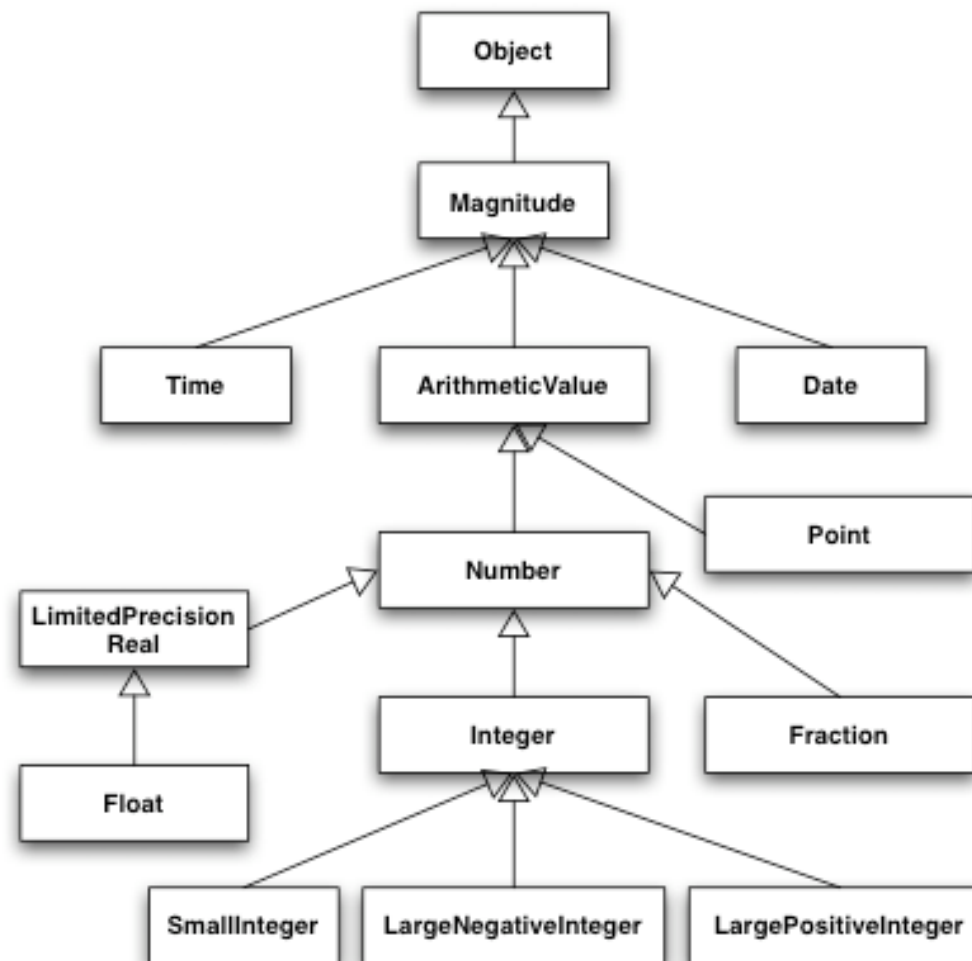 Object
Magnitude
Time
ArithmeticValue
Date
Point
Number
LimitedPrecision
Real
Integer
Fraction
Float
SmallInteger
LargeNegativeInteger
LargePositiveInteger